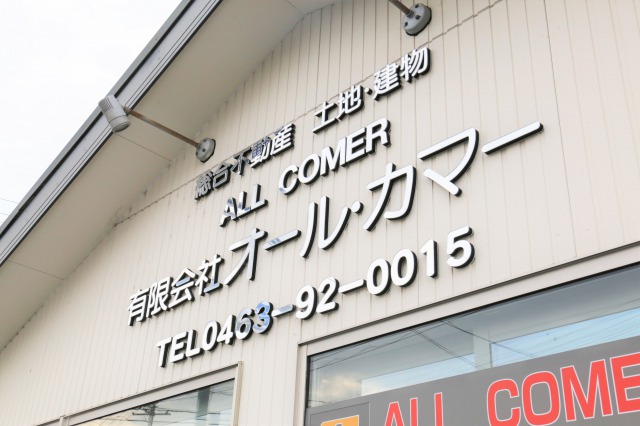 総合不動産 土地・建物
ALL COMER
有限会社オール・カマー
TEL0463-92-0015
ALL COME